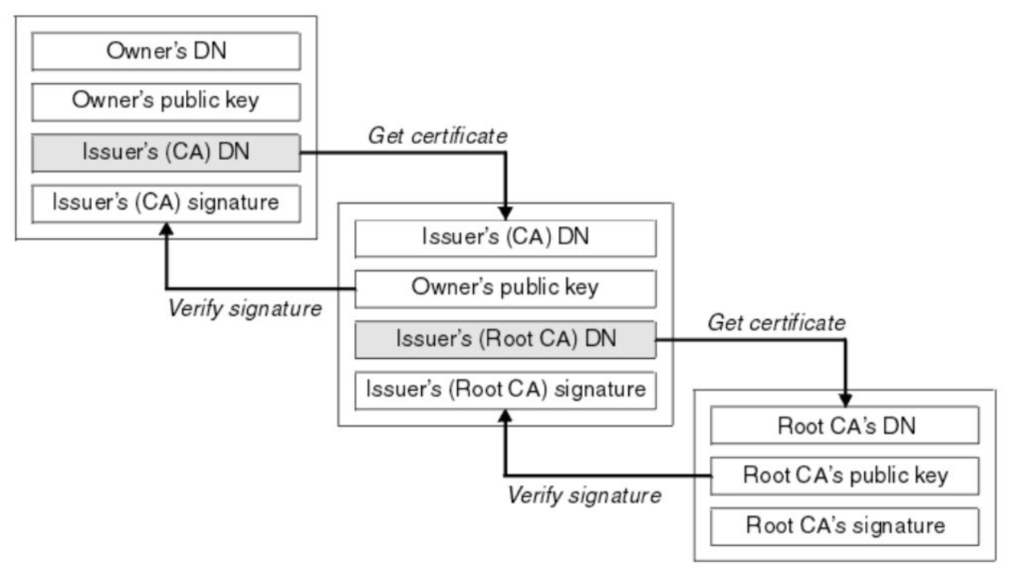 Owner's DN
Owner's public key
Issuer's (CA) DN
Issuer's (CA) signature
Get certificate
Verify signature
Issuer's (CA) DN
Owner's public key
Issuer's (Root CA) DN
Issuer's (Root CA) signature
Get certificate
Verify signature
Root CA's DN
Root CA's public key
Root CA's signature